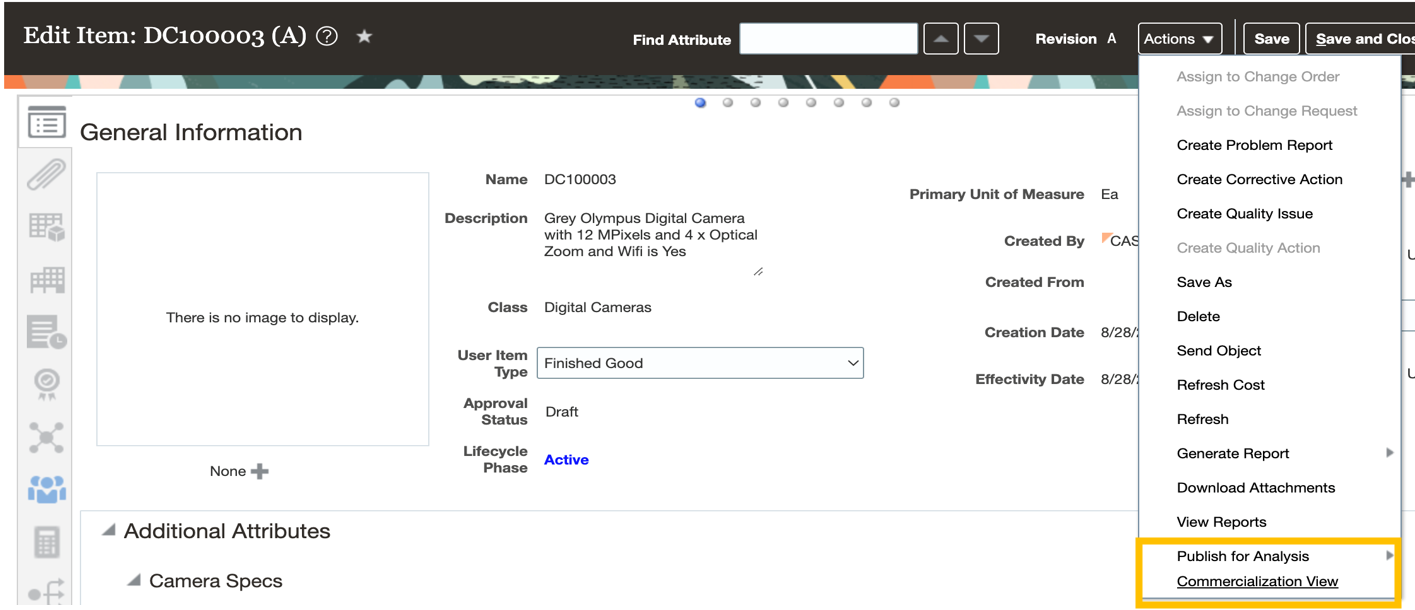 Edit Item: DC100003 (A) ?
Find Attribute
Revision A
Actions
Save
Save and Clos
General Information
There is no image to display.
None
Name DC100003
Description Grey Olympus Digital Camera
with 12 MPixels and 4 x Optical
Zoom and Wifi is Yes
Class Digital Cameras
User Item
Type
Finished Good
Approval
Status
Draft
Lifecycle
Phase
Active
Primary Unit of Measure Ea
Created By CAS
Created From
Creation Date 8/28/
Effectivity Date 8/28/
Assign to Change Order
Assign to Change Request
Create Problem Report
Create Corrective Action
Create Quality Issue
Create Quality Action
Save As
Delete
Send Object
Refresh Cost
Refresh
Generate Report
Download Attachments
View Reports
Publish for Analysis
Commercialization View
Additional Attributes
Camera Specs